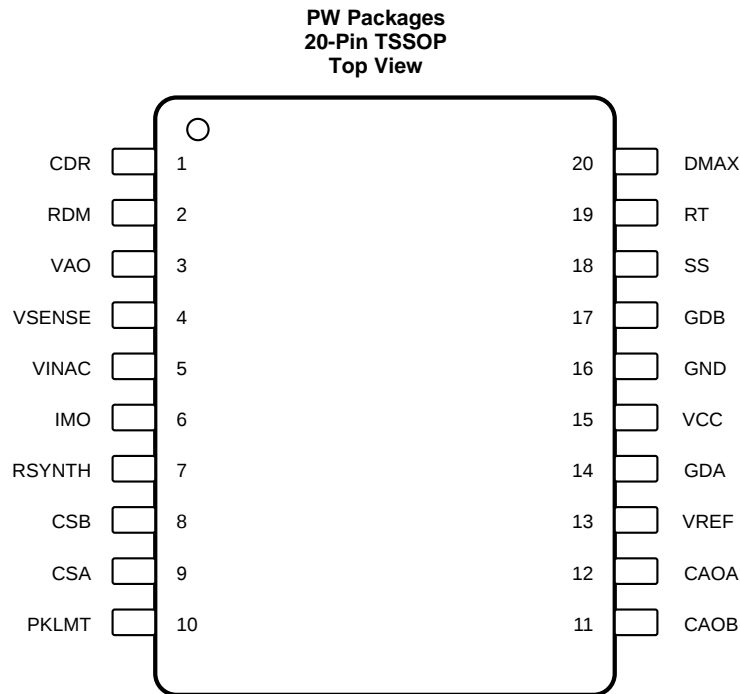 PW Packages
20-Pin TSSOP
Top View
CDR 1 20 DMAX
RDM 2 19 RT
VAO 3 18 SS
VSENSE 4 17 GDB
VINAC 5 16 GND
IMO 6 15 VCC
RSYNTH 7 14 GDA
CSB 8 13 VREF
CSA 9 12 CAOA
PKLMT 10 11 CAOB